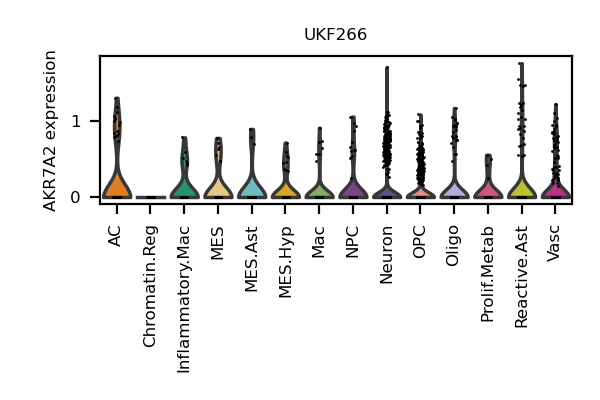 UKF266
AKR7A2 expression
1
0
AC
Chromatin.Reg
Inflammatory.Mac
MES
MES.Ast
MES.Hyp
Mac
NPC
Neuron
OPC
Oligo
Prolif.Metab
Reactive.Ast
Vasc